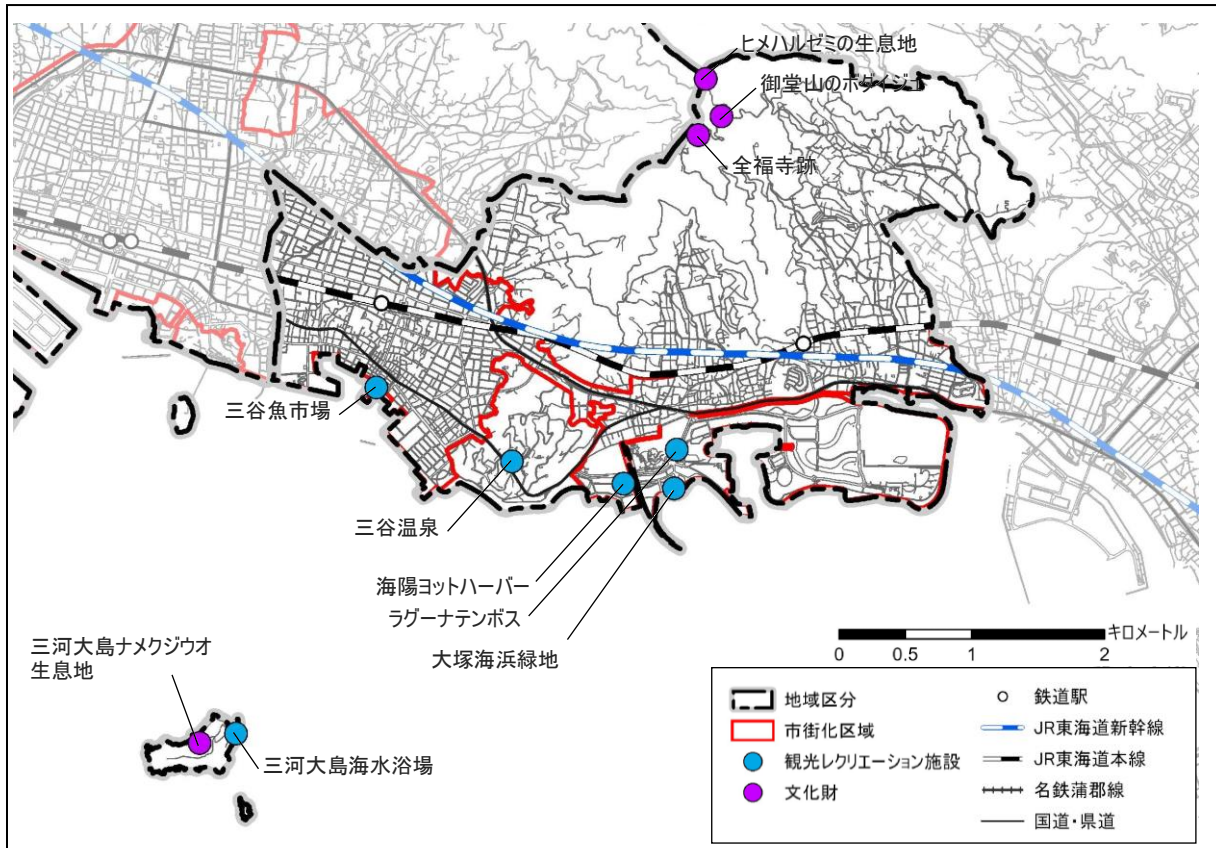 ヒメハルゼミの生息地
御堂山のボダイジュ
全福寺跡
三谷魚市場
三谷温泉
海陽ヨットハーバー
ラグーナテンボス
大塚海浜緑地
三河大島ナメクジウオ
生息地
三河大島海水浴場
キロメートル
0 0.5 1 2
地域区分
市街化区域
観光レクリエーション施設
文化財
鉄道駅
JR東海道新幹線
JR東海道本線
名鉄蒲郡線
国道・県道